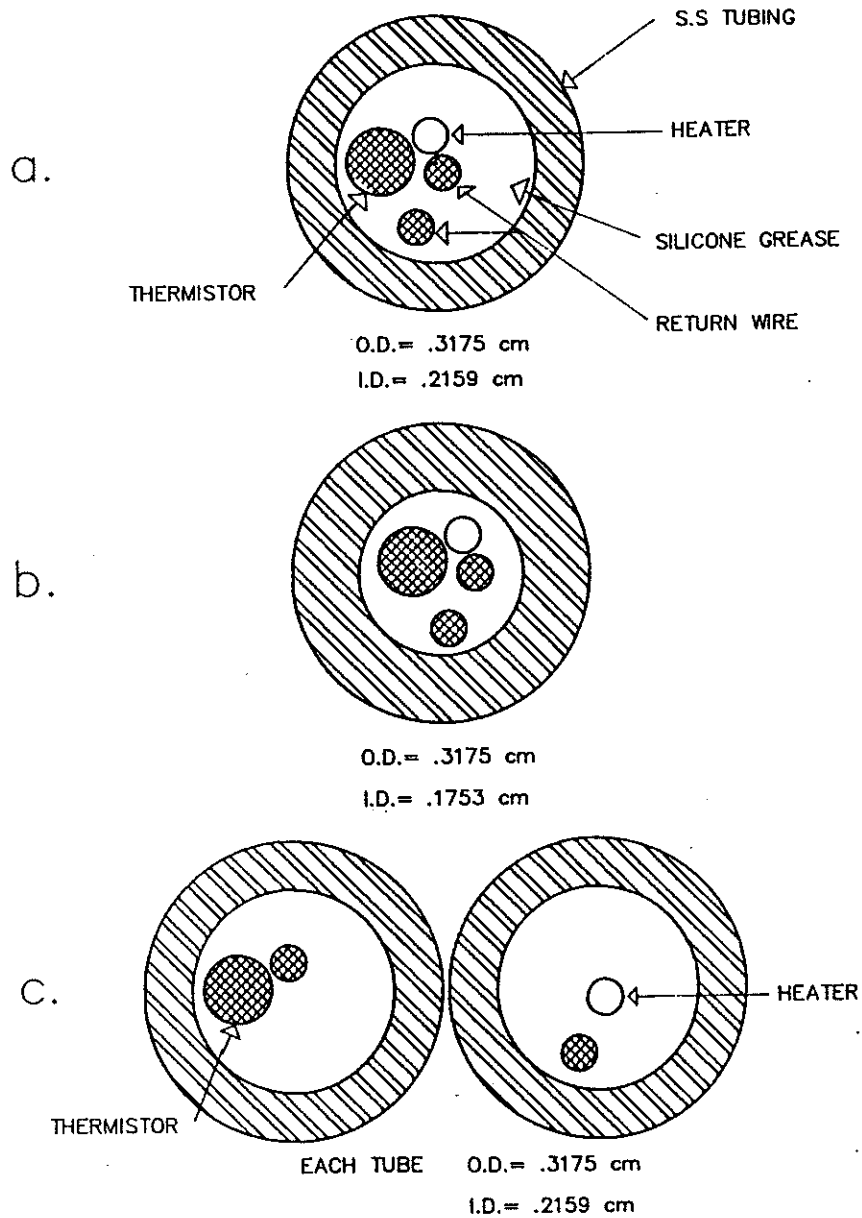 S.S TUBING
HEATER
a.
SILICONE GREASE
THERMISTOR
RETURN WIRE
O.D.= .3175 cm
I.D.= .2159 cm
b.
O.D.= .3175 cm
I.D.= .1753 cm
c.
HEATER
THERMISTOR
EACH TUBE O.D.= .3175 cm
I.D.= .2159 cm